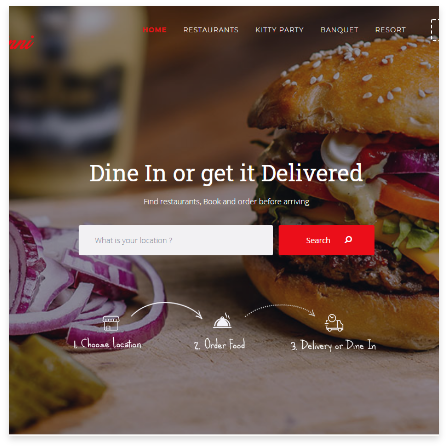 HOME RESTAURANTS KITTY PARTY BANQUET RESORT
Dine In or get it Delivered
Find restaurants, Book and order before arriving
What is your location ?
Search
1. Choose Location
2. Order Food
3. Delivery or Dine In